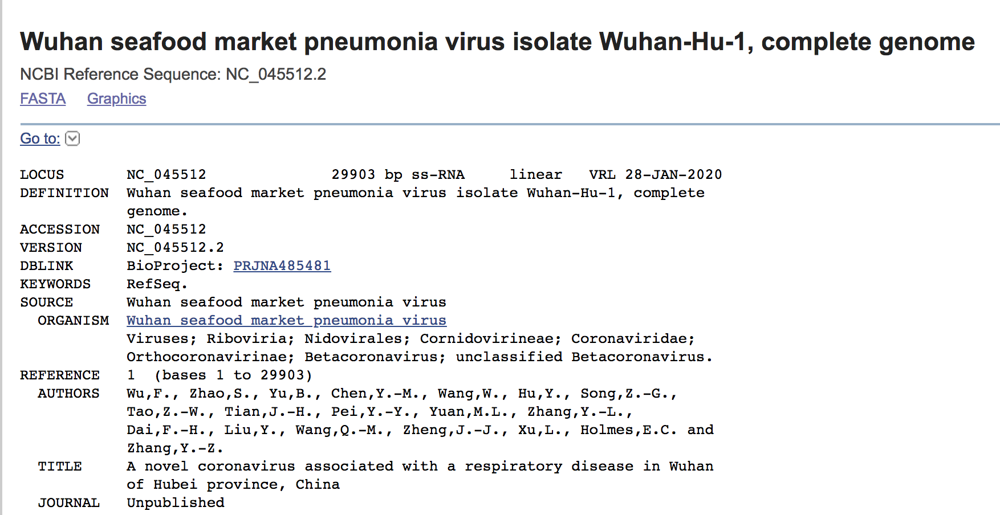 Wuhan seafood market pneumonia virus isolate Wuhan-Hu-1, complete genome
NCBI Reference Sequence: NC_045512.2
FASTA Graphics
Go to:
LOCUS NC_045512 29903 bp ss-RNA linear VRL 28-JAN-2020
DEFINITION Wuhan seafood market pneumonia virus isolate Wuhan-Hu-1, complete
genome.
ACCESSION NC_045512
VERSION NC_045512.2
DBLINK BioProject: PRJNA485481
KEYWORDS RefSeq.
SOURCE Wuhan seafood market pneumonia virus
ORGANISM Wuhan seafood market pneumonia virus
Viruses; Riboviria; Nidovirales; Cornidovirineae; Coronaviridae;
Orthocoronavirinae; Betacoronavirus; unclassified Betacoronavirus.
REFERENCE 1 (bases 1 to 29903)
AUTHORS Wu,F., Zhao,S., Yu,B., Chen,Y.-M., Wang,W., Hu,Y., Song,Z.-G.,
Tao,Z.-W., Tian,J.-H., Pei,Y.-Y., Yuan,M.L., Zhang,Y.-L.,
Dai,F.-H., Liu,Y., Wang,Q.-M., Zheng,J.-J., Xu,L., Holmes,E.C. and
Zhang,Y.-Z.
TITLE A novel coronavirus associated with a respiratory disease in Wuhan
of Hubei province, China
JOURNAL Unpublished